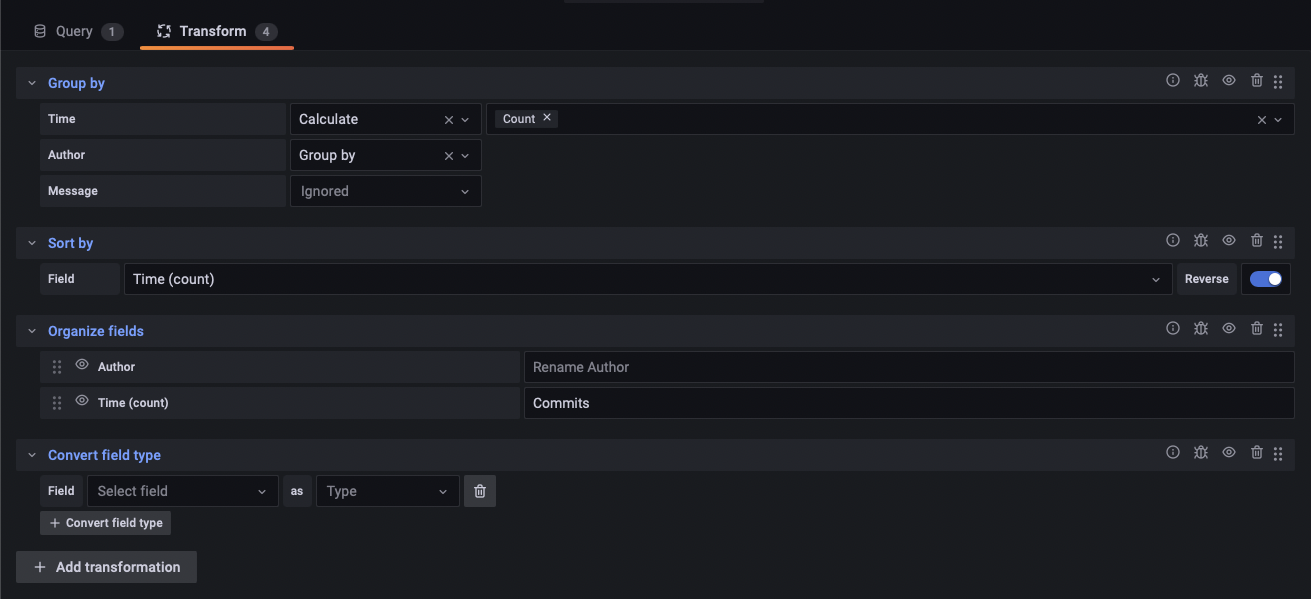 Query 1 Transform 4
Group by
Time Calculate Count
Author Group by
Message Ignored
Sort by
Field Time (count) Reverse
Organize fields
Author Rename Author
Time (count) Commits
Convert field type
Field Select field as Type
+ Convert field type
+ Add transformation